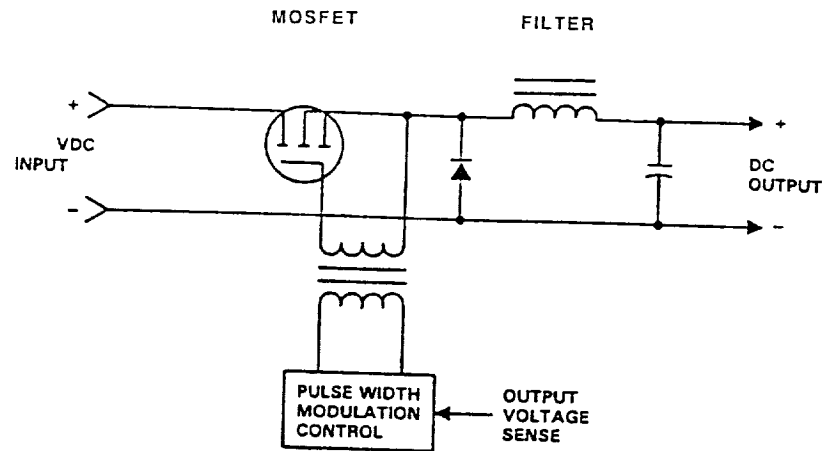 MOSFET
FILTER
+
VDC
INPUT
-
+
DC
OUTPUT
-
PULSE WIDTH
MODULATION
CONTROL
OUTPUT
VOLTAGE
SENSE